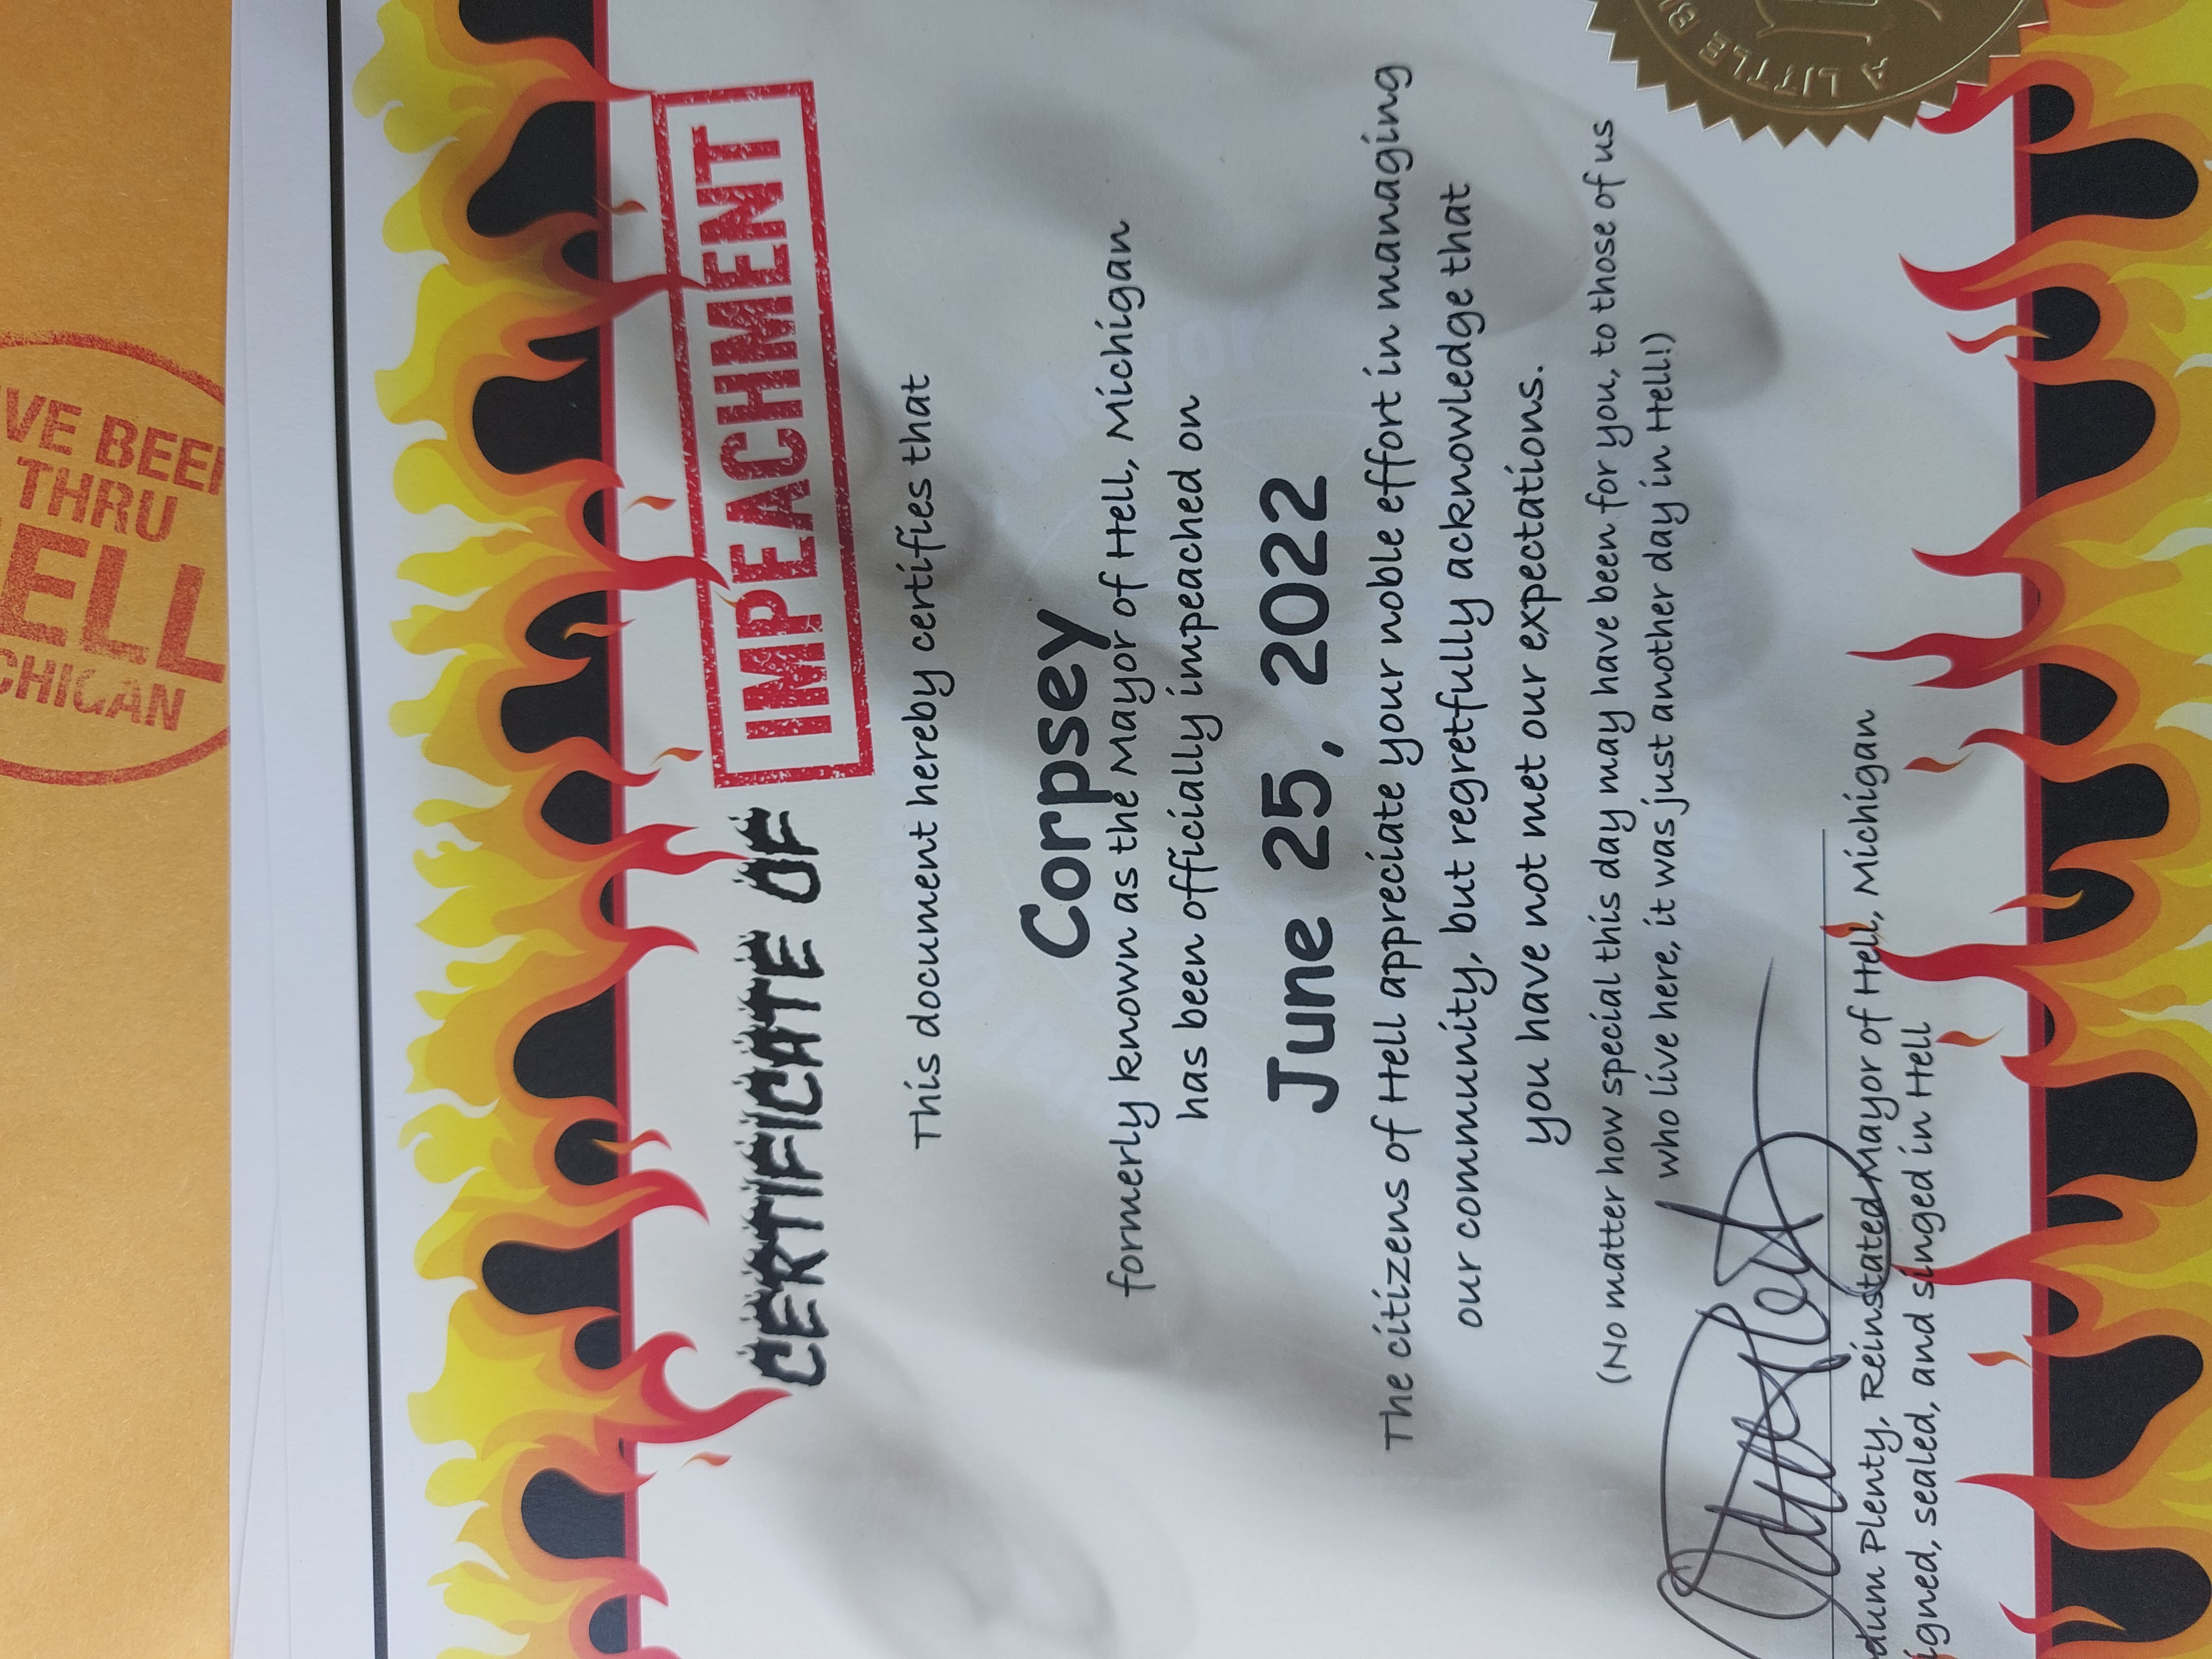 CERTIFICATE OF IMPEACHMENT
This document hereby certifies that
Corpsey
formerly known as the Mayor of Hell, Michigan
has been officially impeached on
June 25, 2022
The citizens of Hell appreciate your noble effort in managing
our community, but regretfully acknowledge that
you have not met our expectations.
(No matter how special this day may have been for you, to those of us
who live here, it was just another day in Hell!)
dum Plenty, Reinstated Mayor of Hell, Michigan
igned, sealed, and singed in Hell
A LITTLE B
VE BEEN
THRU
ELL
CHIGAN